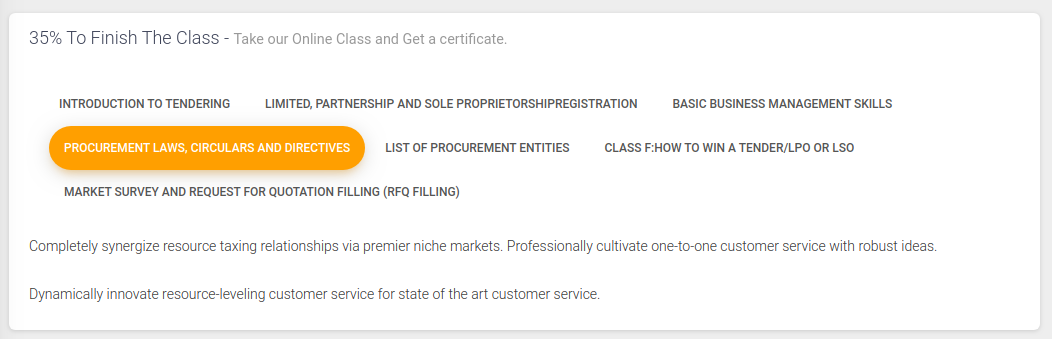 35% To Finish The Class - Take our Online Class and Get a certificate.
INTRODUCTION TO TENDERING LIMITED, PARTNERSHIP AND SOLE PROPRIETORSHIPREGISTRATION BASIC BUSINESS MANAGEMENT SKILLS
PROCUREMENT LAWS, CIRCULARS AND DIRECTIVES LIST OF PROCUREMENT ENTITIES CLASS F:HOW TO WIN A TENDER/LPO OR LSO
MARKET SURVEY AND REQUEST FOR QUOTATION FILLING (RFQ FILLING)
Completely synergize resource taxing relationships via premier niche markets. Professionally cultivate one-to-one customer service with robust ideas.
Dynamically innovate resource-leveling customer service for state of the art customer service.